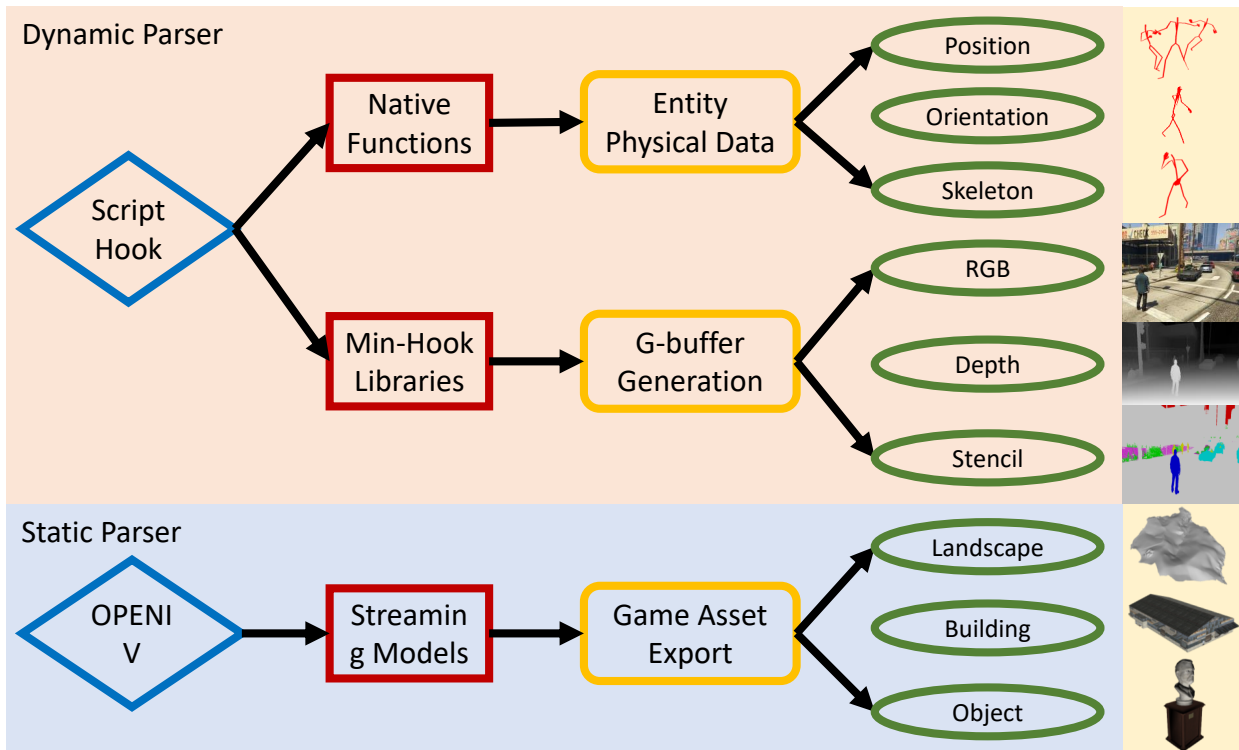 Dynamic Parser
Script
Hook
Native
Functions
Entity
Physical Data
Position
Orientation
Skeleton
Min-Hook
Libraries
G-buffer
Generation
RGB
Depth
Stencil
CHECK
Static Parser
OPENI
V
Streamin
g Models
Game Asset
Export
Landscape
Building
Object